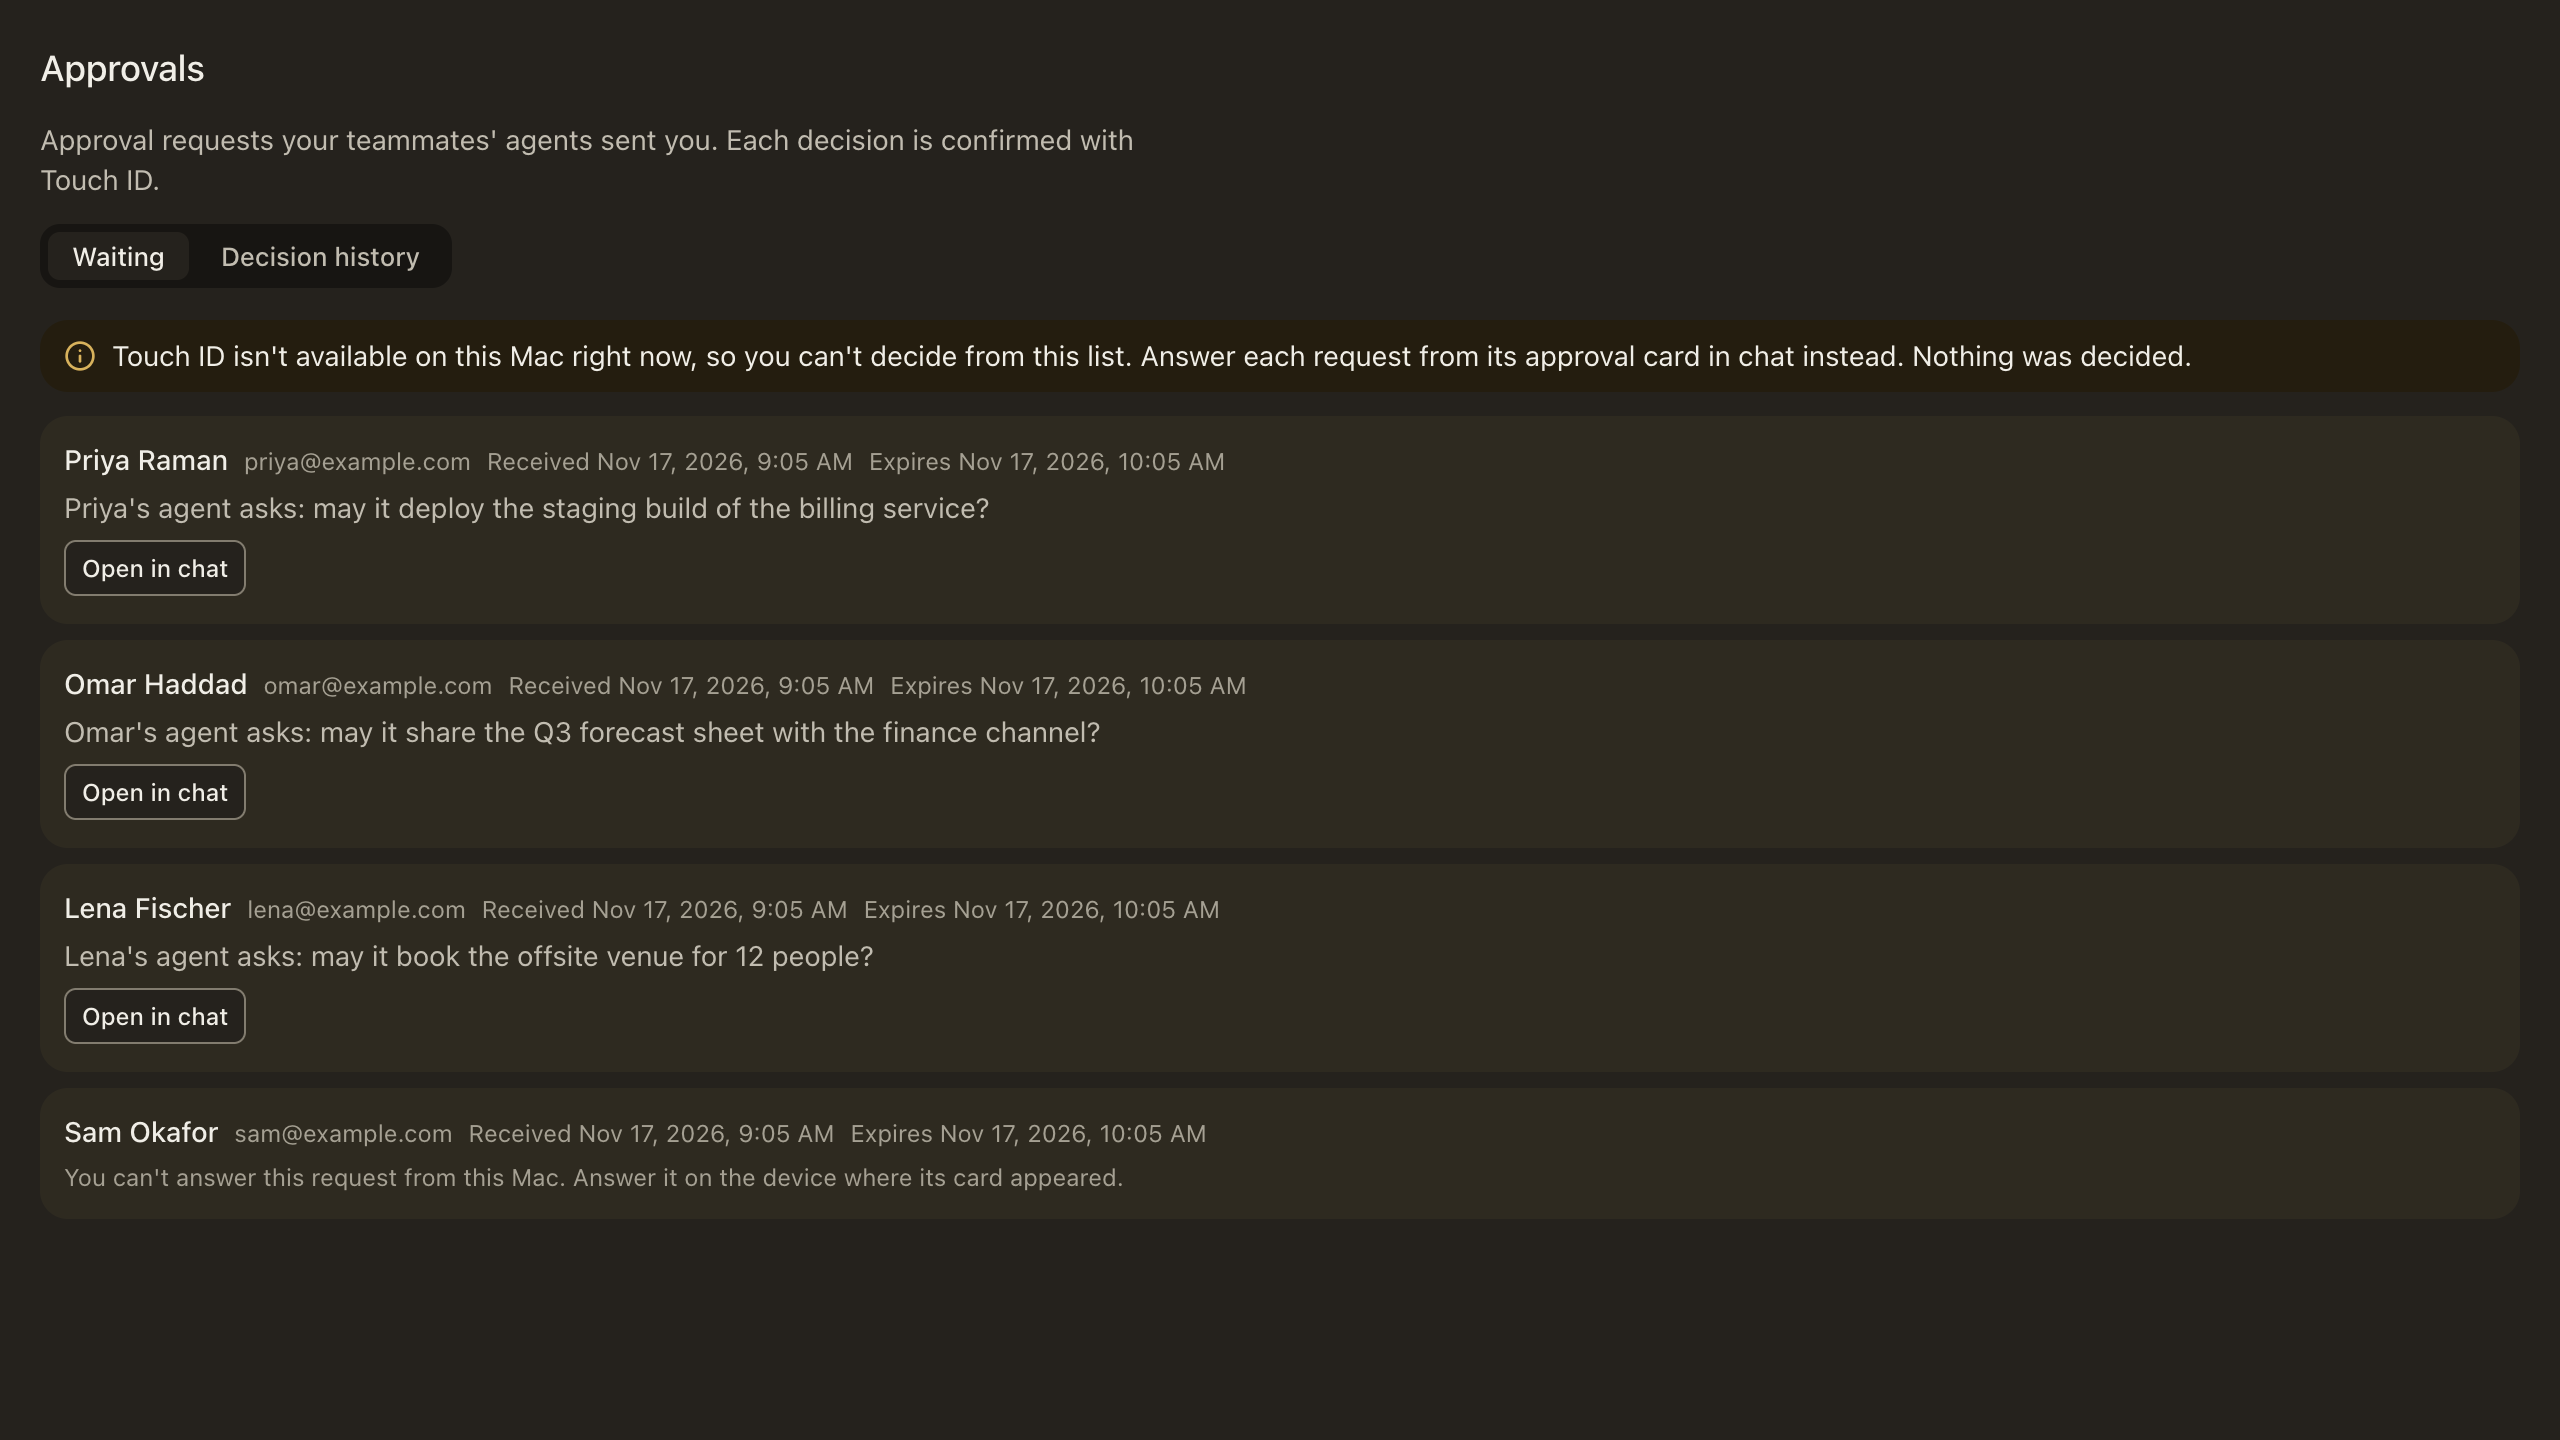 Approvals
Approval requests your teammates' agents sent you. Each decision is confirmed with
Touch ID.
Waiting
Decision history
Touch ID isn't available on this Mac right now, so you can't decide from this list. Answer each request from its approval card in chat instead. Nothing was decided.
Priya Raman priya@example.com Received Nov 17, 2026, 9:05 AM Expires Nov 17, 2026, 10:05 AM
Priya's agent asks: may it deploy the staging build of the billing service?
Open in chat
Omar Haddad omar@example.com Received Nov 17, 2026, 9:05 AM Expires Nov 17, 2026, 10:05 AM
Omar's agent asks: may it share the Q3 forecast sheet with the finance channel?
Open in chat
Lena Fischer lena@example.com Received Nov 17, 2026, 9:05 AM Expires Nov 17, 2026, 10:05 AM
Lena's agent asks: may it book the offsite venue for 12 people?
Open in chat
Sam Okafor sam@example.com Received Nov 17, 2026, 9:05 AM Expires Nov 17, 2026, 10:05 AM
You can't answer this request from this Mac. Answer it on the device where its card appeared.